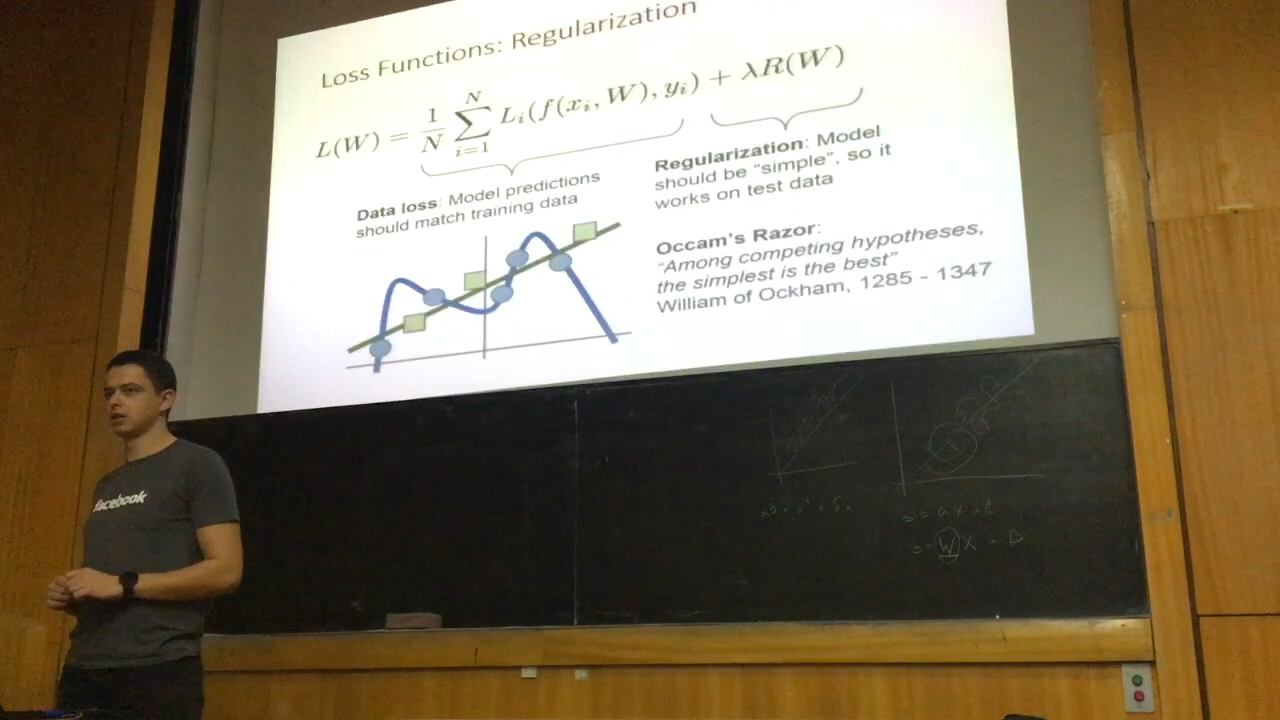 Loss Functions: Regularization
L(W) = 1/N ∑_{i=1}^{N} L_i(f(x_i, W), y_i) + λR(W)
Data loss: Model predictions
should match training data
Regularization: Model
should be "simple", so it
works on test data
Occam's Razor:
"Among competing hypotheses,
the simplest is the best"
William of Ockham, 1285 - 1347
facebook